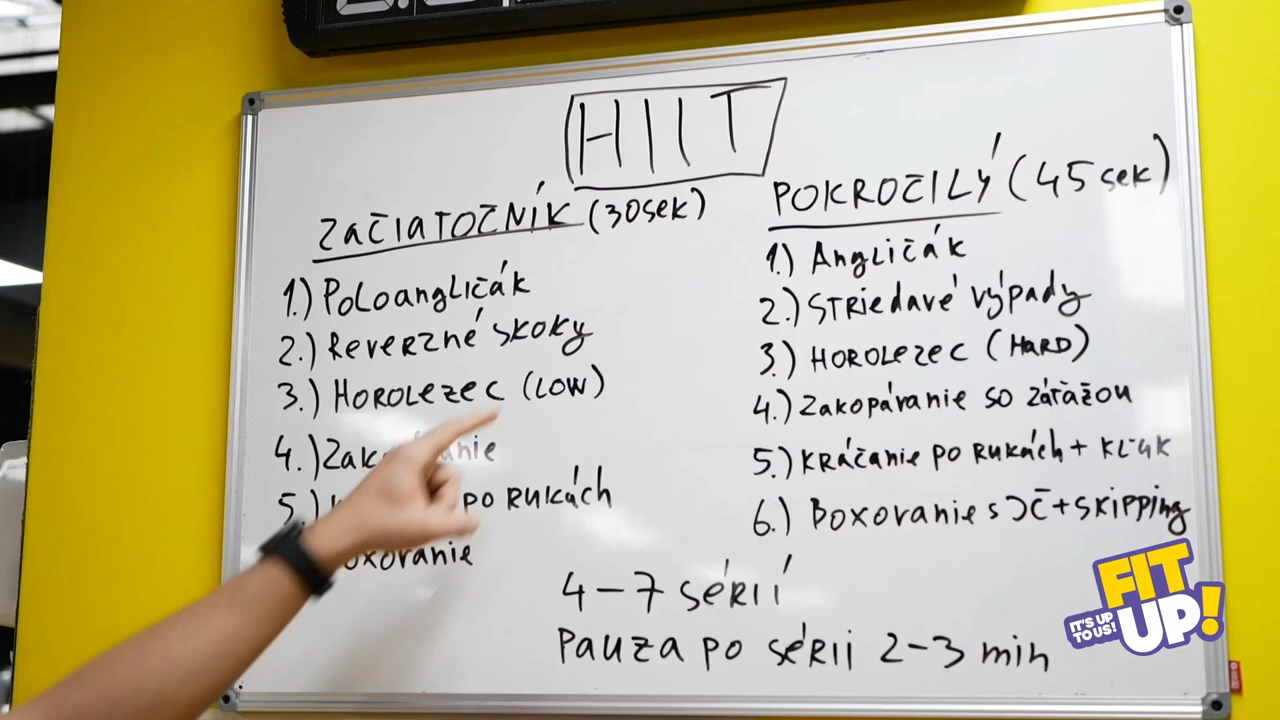 HIIT
ZAČIATOČNÍK (30sek)
1.) Poloangličák
2.) Reverzné skoky
3.) HOROLEZEC (LOW)
4.)
5.) po rukách
POKROČILÝ (45 sek)
1.) Angličák
2.) Striedavé výpady
3.) HOROLEZEC (HARD)
4.) Zakopávanie so záťažou
5.) Kráčanie po rukách + KĽUK
6.) Boxovanie s JČ + skipping
4-7 sérií
Pauza po sérii 2-3 min
FIT UP!
IT'S UP TO US!